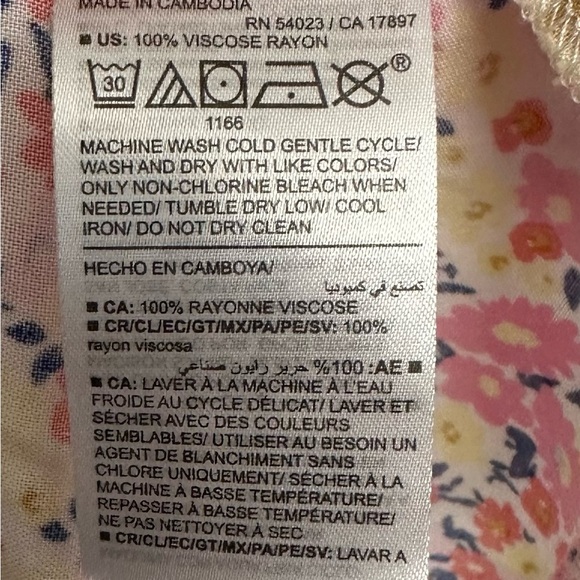 MADE IN CAMBODIA
RN 54023 / CA 17897
■ US: 100% VISCOSE RAYON
30
®
1166
MACHINE WASH COLD GENTLE CYCLE/
WASH AND DRY WITH LIKE COLORS/
ONLY NON-CHLORINE BLEACH WHEN
NEEDED/ TUMBLE DRY LOW/ COOL
IRON/ DO NOT DRY CLEAN
HECHO EN CAMBOYA/
تصنع في كمبوديا
■ CA: 100% RAYONNE VISCOSE
■ CR/CL/EC/GT/MX/PA/PE/SV: 100%
rayon viscosa
■ AE: 100% حرير رايون صناعي
■ CA: LAVER À LA MACHINE À L'EAU
FROIDE AU CYCLE DÉLICAT/ LAVER ET
SÉCHER AVEC DES COULEURS
SEMBLABLES/ UTILISER AU BESOIN UN
AGENT DE BLANCHIMENT SANS
CHLORE UNIQUEMENT/ SÉCHER À LA
MACHINE À BASSE TEMPÉRATURE/
REPASSER À BASSE TEMPÉRATURE/
NE PAS NETTOYER À SEC
■ CR/CL/EC/GT/MX/PA/PE/SV: LAVAR A